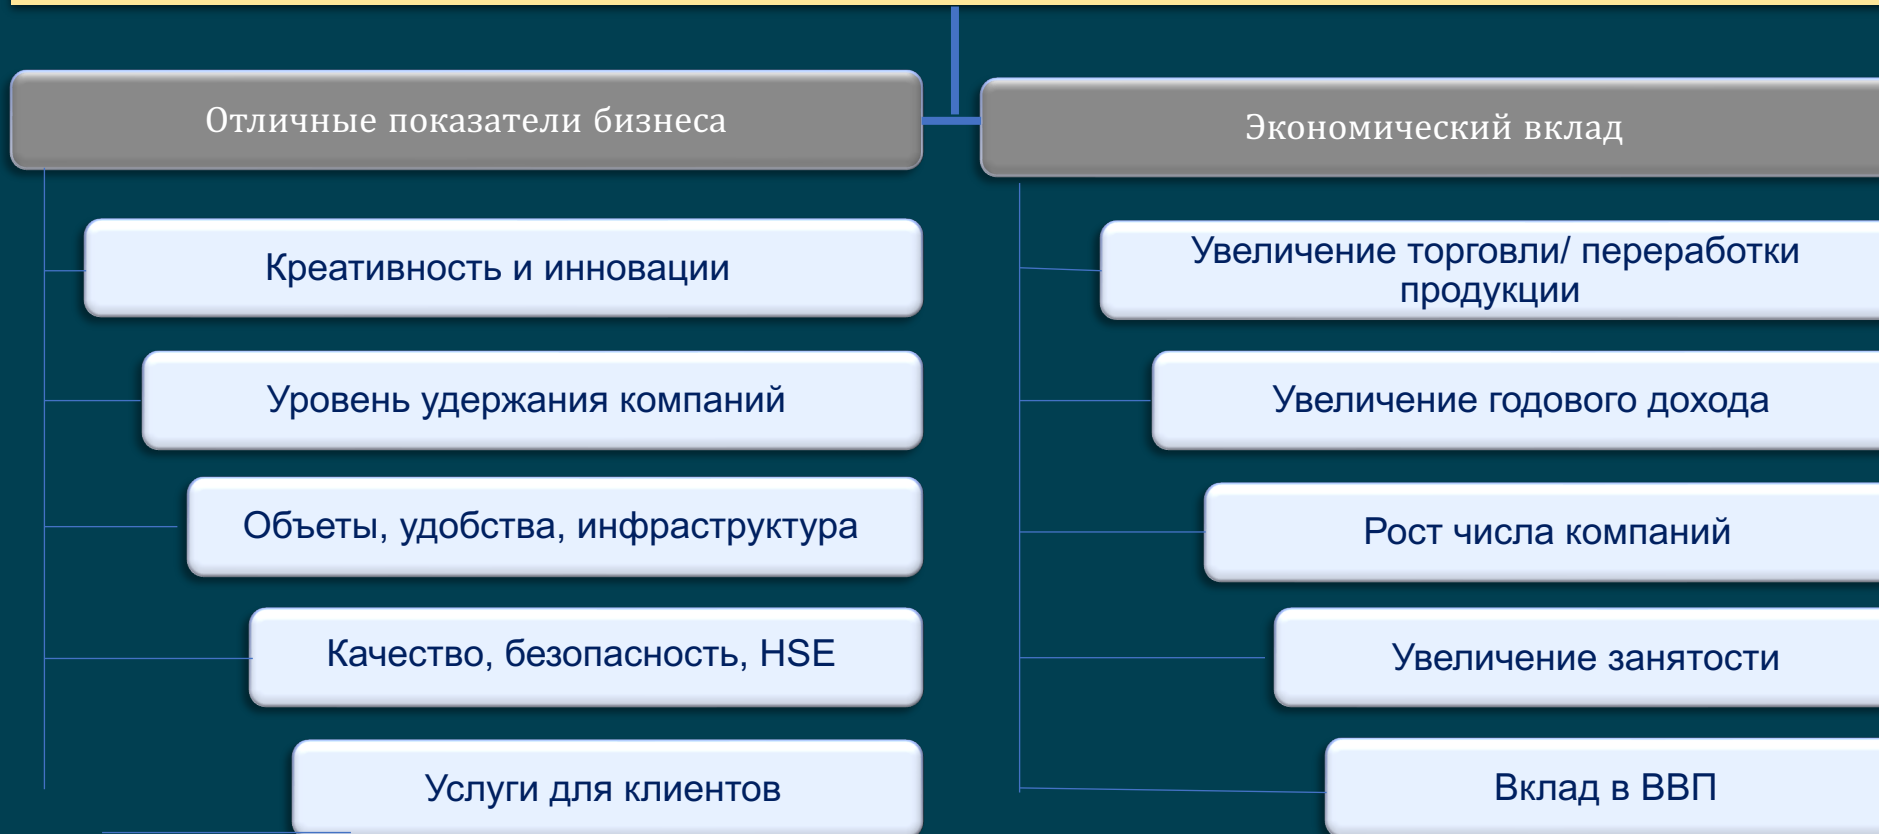 Отличные показатели бизнеса
Креативность и инновации
Уровень удержания компаний
Объеты, удобства, инфраструктура
Качество, безопасность, HSE
Услуги для клиентов
Экономический вклад
Увеличение торговли/ переработки
продукции
Увеличение годового дохода
Рост числа компаний
Увеличение занятости
Вклад в ВВП